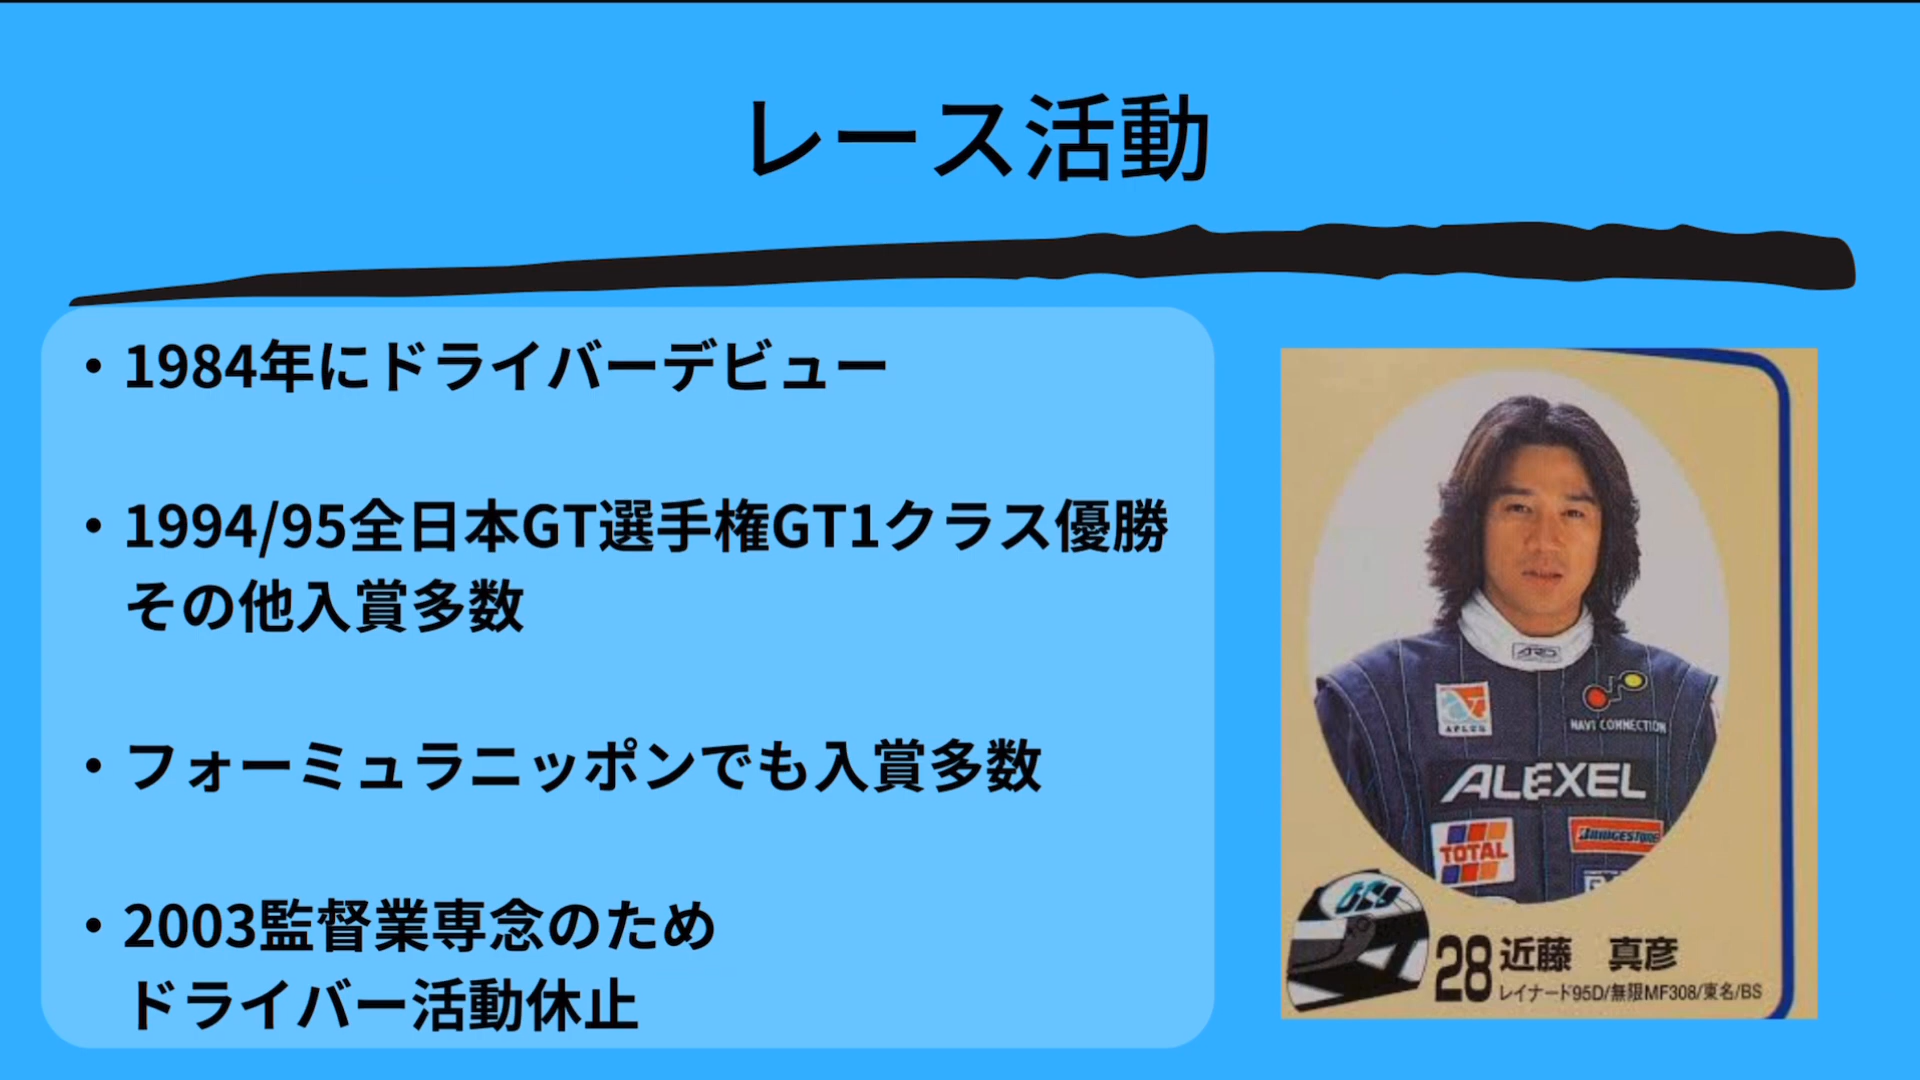 レース活動
・1984年にドライバーデビュー
・1994/95全日本GT選手権GT1クラス優勝
その他入賞多数
・フォーミュラニッポンでも入賞多数
・2003監督業専念のため
ドライバー活動休止
NAVI CONNECTION
ALEXEL
TOTAL
BRIDGESTONE
28 近藤 真彦
レイナード95D/無限MF308/東名/BS